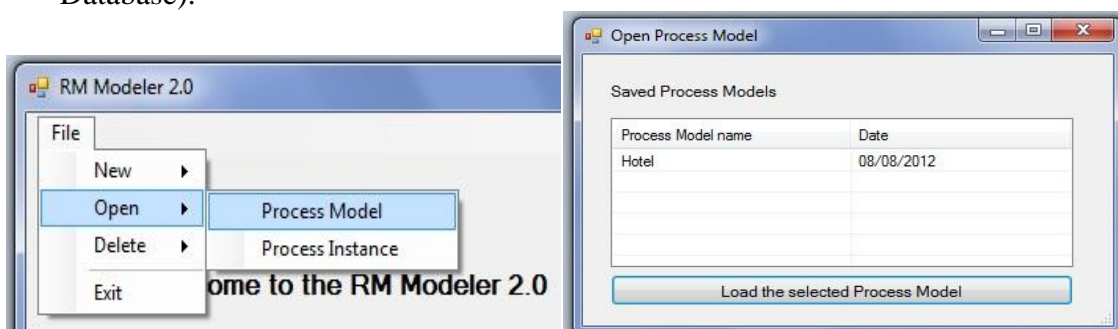 Database).
RM Modeler 2.0
File
New
Open
Delete
Exit
Process Model
Process Instance
ome to the RM Modeler 2.0
Open Process Model
Saved Process Models
Process Model name Date
Hotel 08/08/2012
Load the selected Process Model